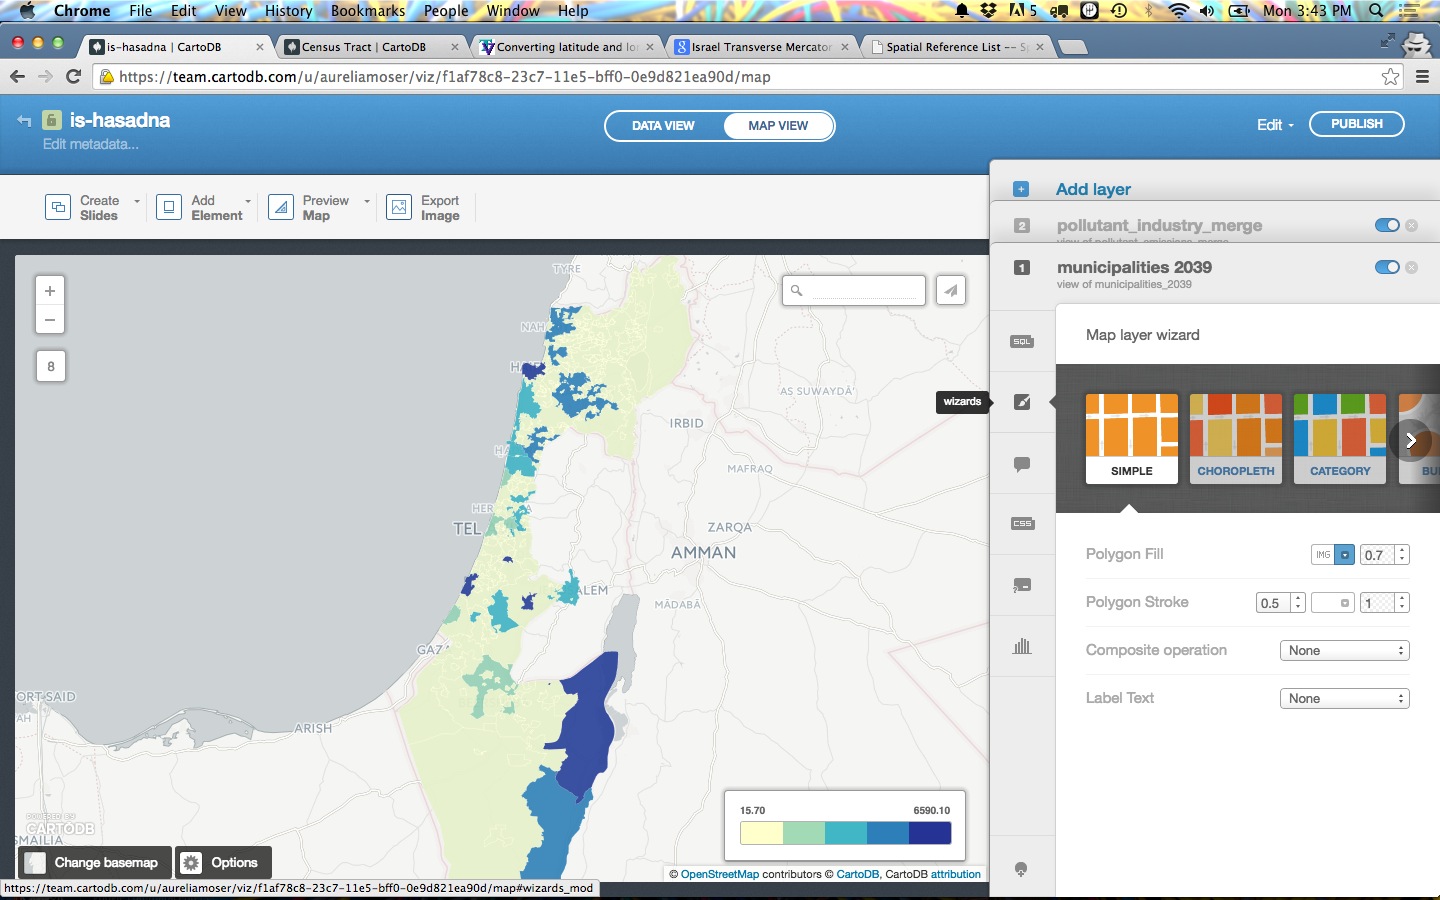 Chrome File Edit View History Bookmarks People Window Help
5
Mon 3:43 PM
is-hasadna | CartoDB
Census Tract | CartoDB
Converting latitude and lon
Israel Transverse Mercator
Spatial Reference List --
https://team.cartodb.com/u/aureliamoser/viz/f1af78c8-23c7-11e5-bff0-0e9d821ea90d/map
is-hasadna
Edit metadata...
DATA VIEW
MAP VIEW
Edit
PUBLISH
Create
Slides
Add
Element
Preview
Map
Export
Image
Add layer
2
pollutant_industry_merge
view of pollutant_emissions_merge
1
municipalities 2039
view of municipalities_2039
+
−
8
TYRE
NAH
HAIFA
AS SUWAYDĀ'
IRBID
MAFRAQ
HER
TEL
ZARQA
AMMAN
ALEM
MĀDABĀ
GAZA
ORT SAID
AH
ARISH
SMAILIA
POWERED BY
CARTODB
SQL
wizards
CSS
Map layer wizard
SIMPLE
CHOROPLETH
CATEGORY
BU
Polygon Fill
IMG
0.7
Polygon Stroke
0.5
1
Composite operation
None
Label Text
None
15.70
6590.10
Change basemap
Options
© OpenStreetMap contributors © CartoDB, CartoDB attribution
https://team.cartodb.com/u/aureliamoser/viz/f1af78c8-23c7-11e5-bff0-0e9d821ea90d/map#wizards_mod